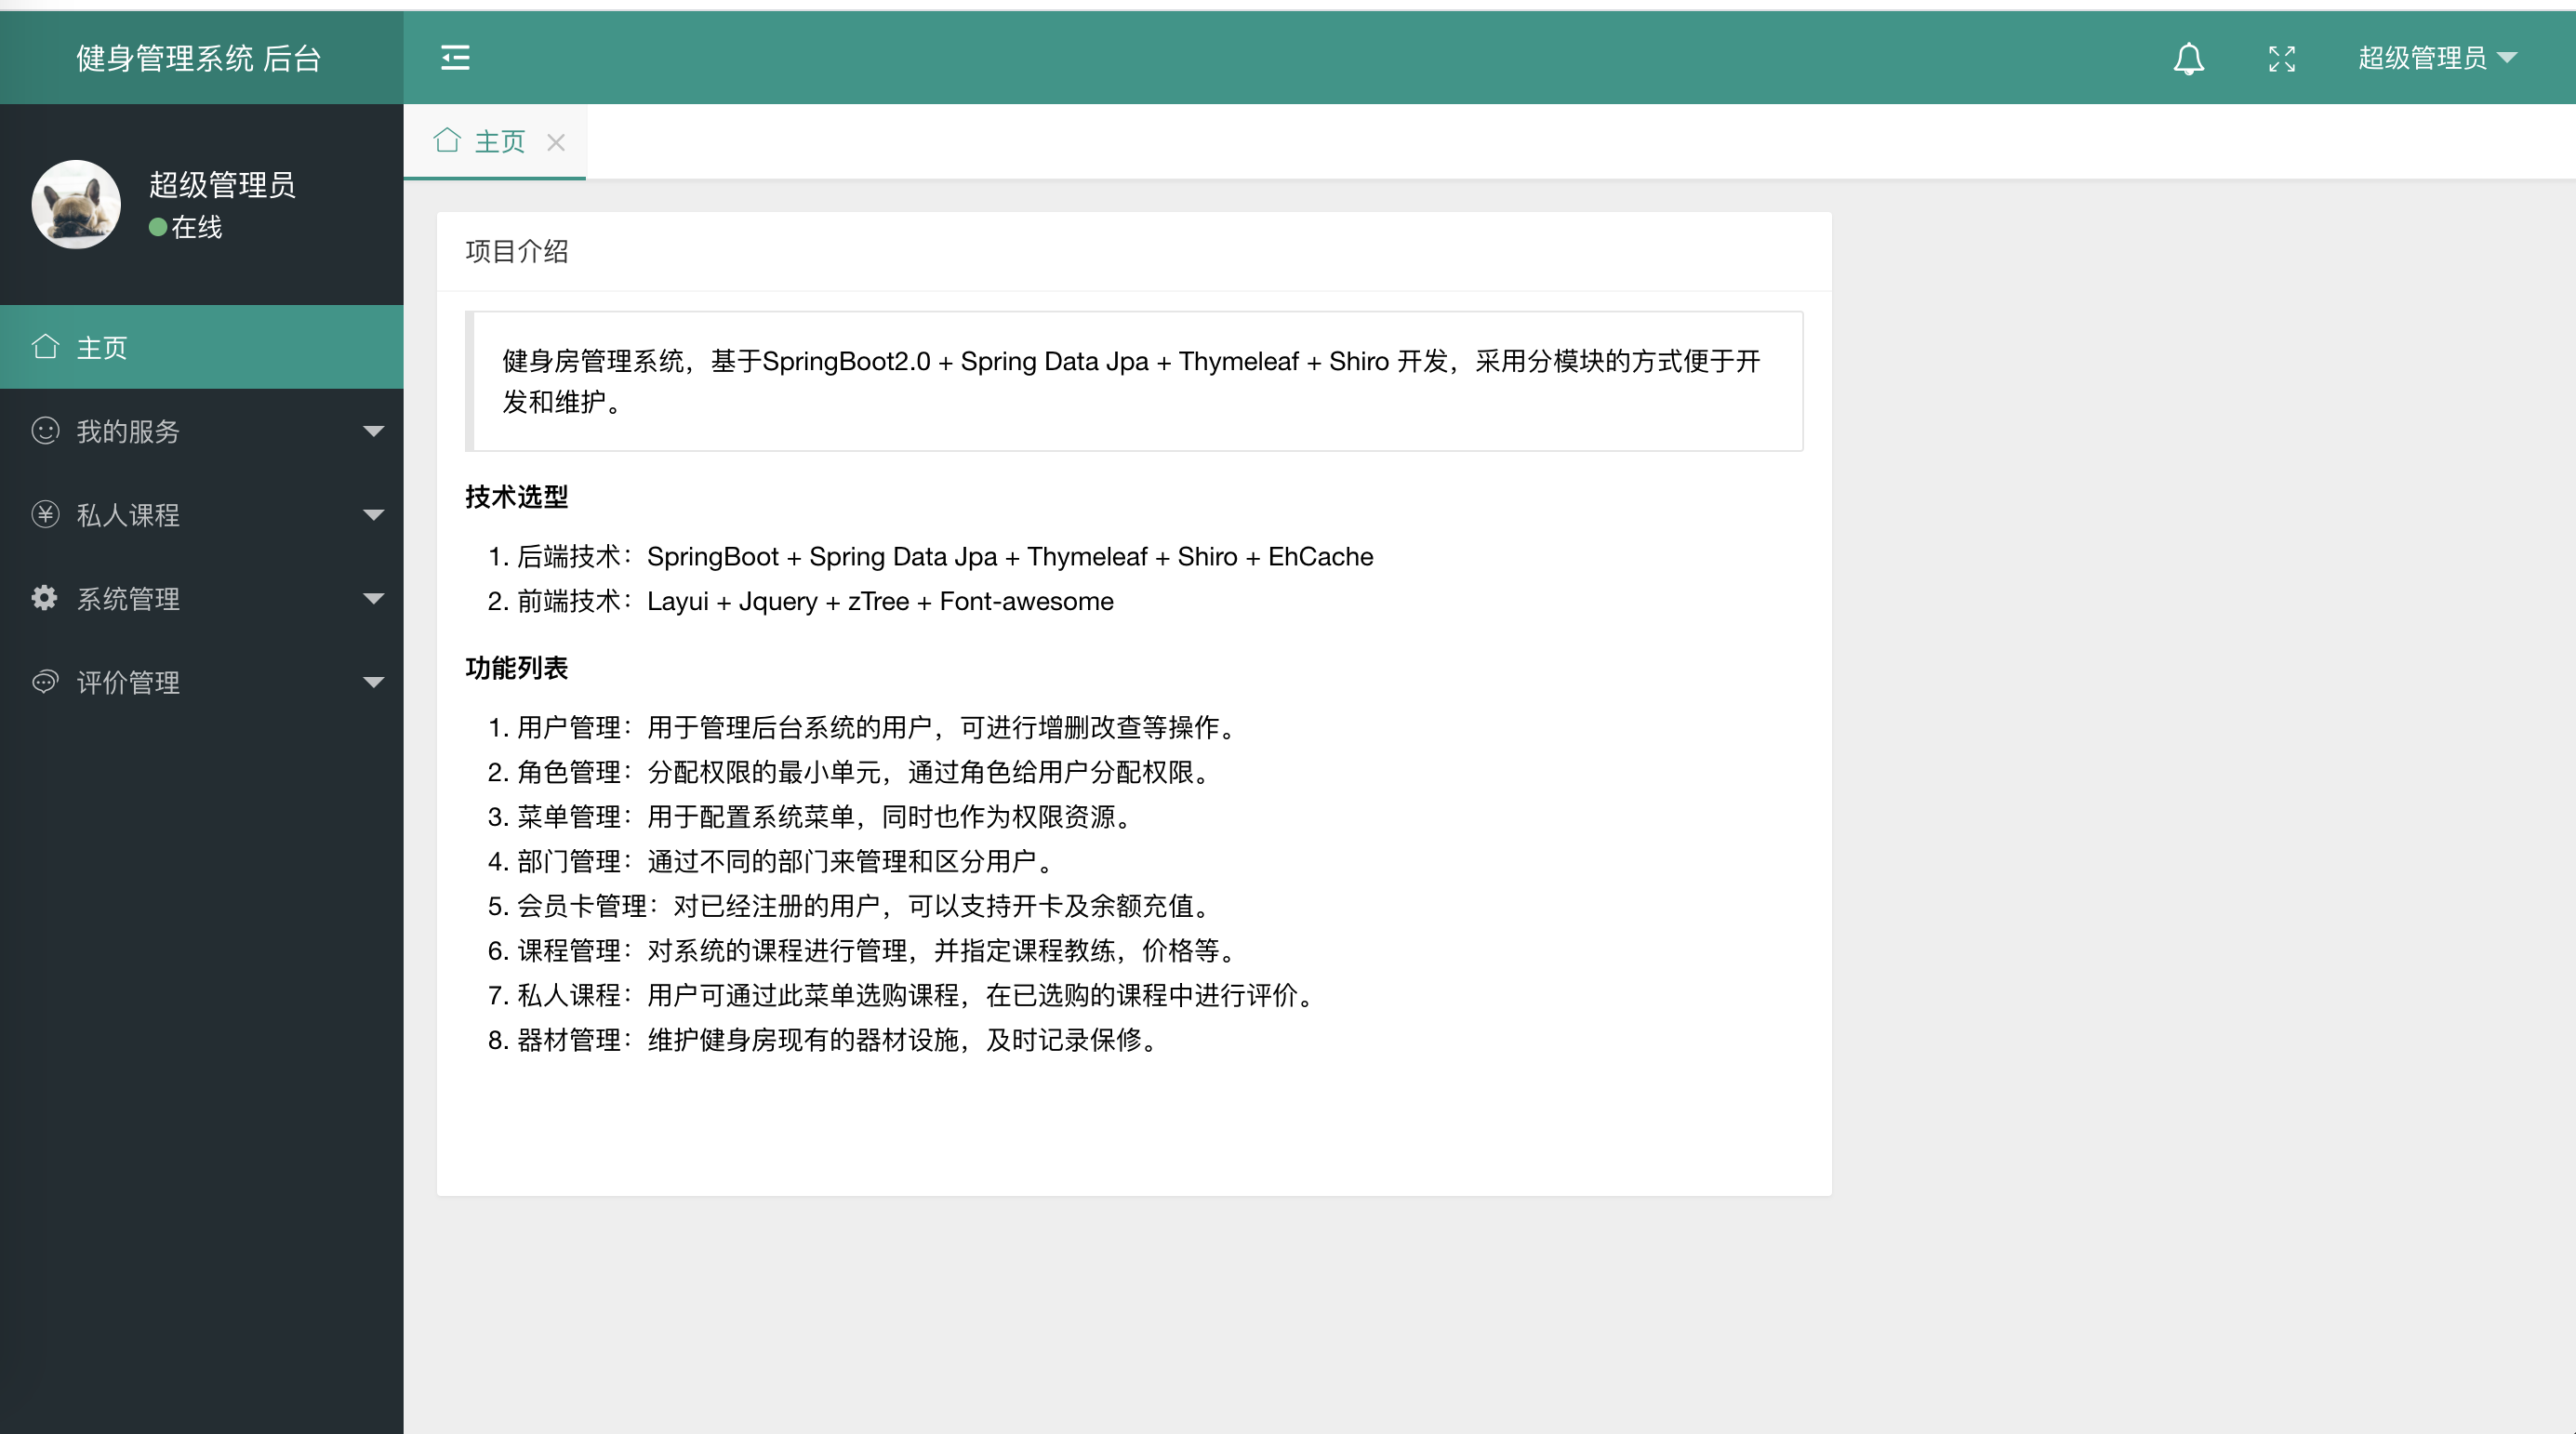 健身管理系统 后台
超级管理员
超级管理员
在线
主页
我的服务
私人课程
系统管理
评价管理
主页
项目介绍
健身房管理系统，基于SpringBoot2.0 + Spring Data Jpa + Thymeleaf + Shiro 开发，采用分模块的方式便于开
发和维护。
技术选型
1. 后端技术：SpringBoot + Spring Data Jpa + Thymeleaf + Shiro + EhCache
2. 前端技术：Layui + Jquery + zTree + Font-awesome
功能列表
1. 用户管理：用于管理后台系统的用户，可进行增删改查等操作。
2. 角色管理：分配权限的最小单元，通过角色给用户分配权限。
3. 菜单管理：用于配置系统菜单，同时也作为权限资源。
4. 部门管理：通过不同的部门来管理和区分用户。
5. 会员卡管理：对已经注册的用户，可以支持开卡及余额充值。
6. 课程管理：对系统的课程进行管理，并指定课程教练，价格等。
7. 私人课程：用户可通过此菜单选购课程，在已选购的课程中进行评价。
8. 器材管理：维护健身房现有的器材设施，及时记录保修。